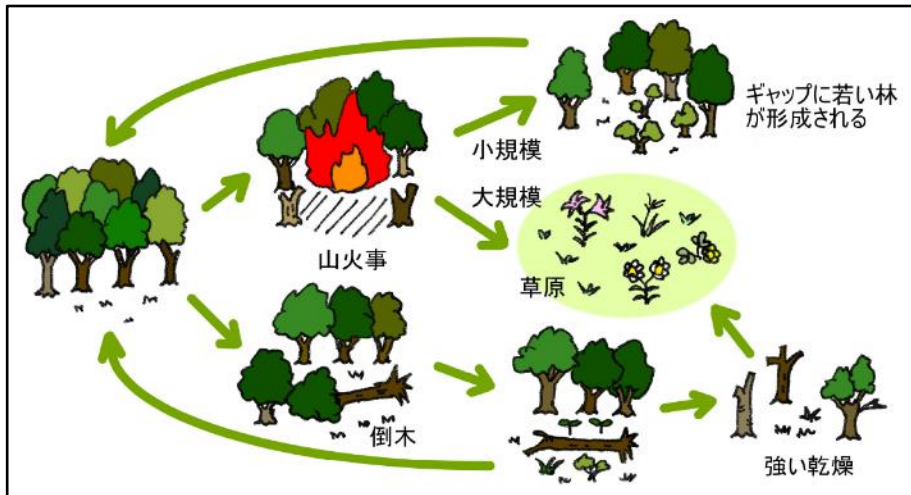 ギャップに若い林
が形成される
小規模
大規模
山火事
草原
倒木
強い乾燥